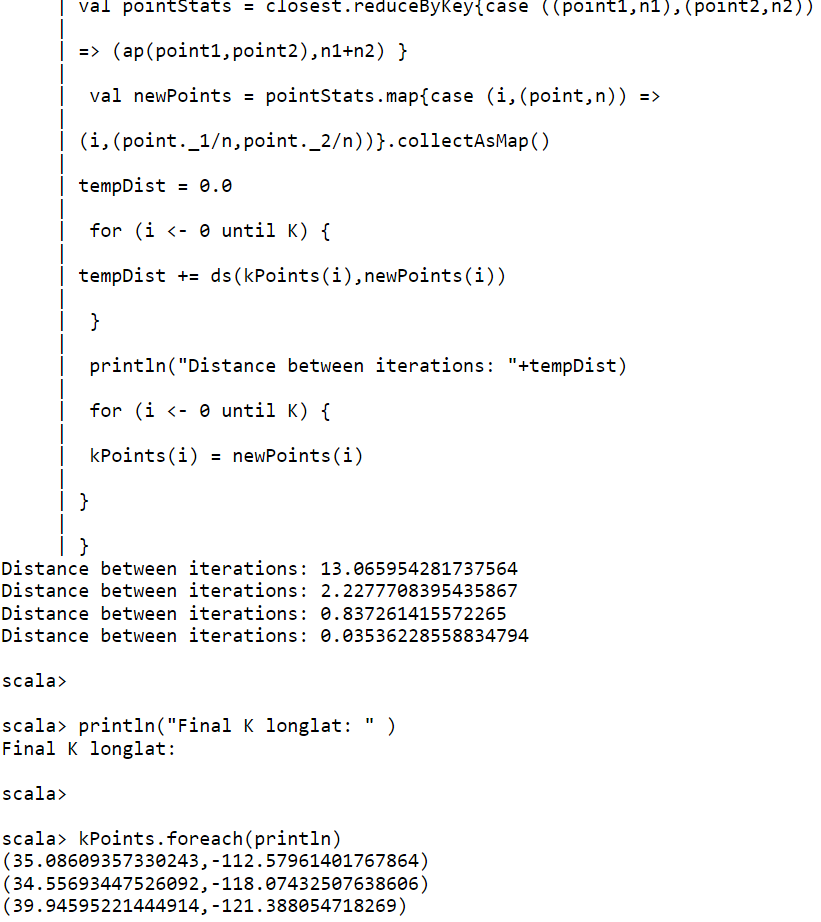 | val pointStats = closest.reduceByKey{case ((point1,n1),(point2,n2))
|
| => (ap(point1,point2),n1+n2) }
|
| val newPoints = pointStats.map{case (i,(point,n)) =>
|
| (i,(point._1/n,point._2/n))}.collectAsMap()
|
| tempDist = 0.0
|
| for (i <- 0 until K) {
|
| tempDist += ds(kPoints(i),newPoints(i))
|
| }
|
| println("Distance between iterations: "+tempDist)
|
| for (i <- 0 until K) {
|
| kPoints(i) = newPoints(i)
|
| }
|
| }
Distance between iterations: 13.065954281737564
Distance between iterations: 2.2277708395435867
Distance between iterations: 0.837261415572265
Distance between iterations: 0.03536228558834794
scala>
scala> println("Final K longlat: " )
Final K longlat:
scala>
scala> kPoints.foreach(println)
(35.08609357330243,-112.57961401767864)
(34.55693447526092,-118.07432507638606)
(39.94595221444914,-121.388054718269)